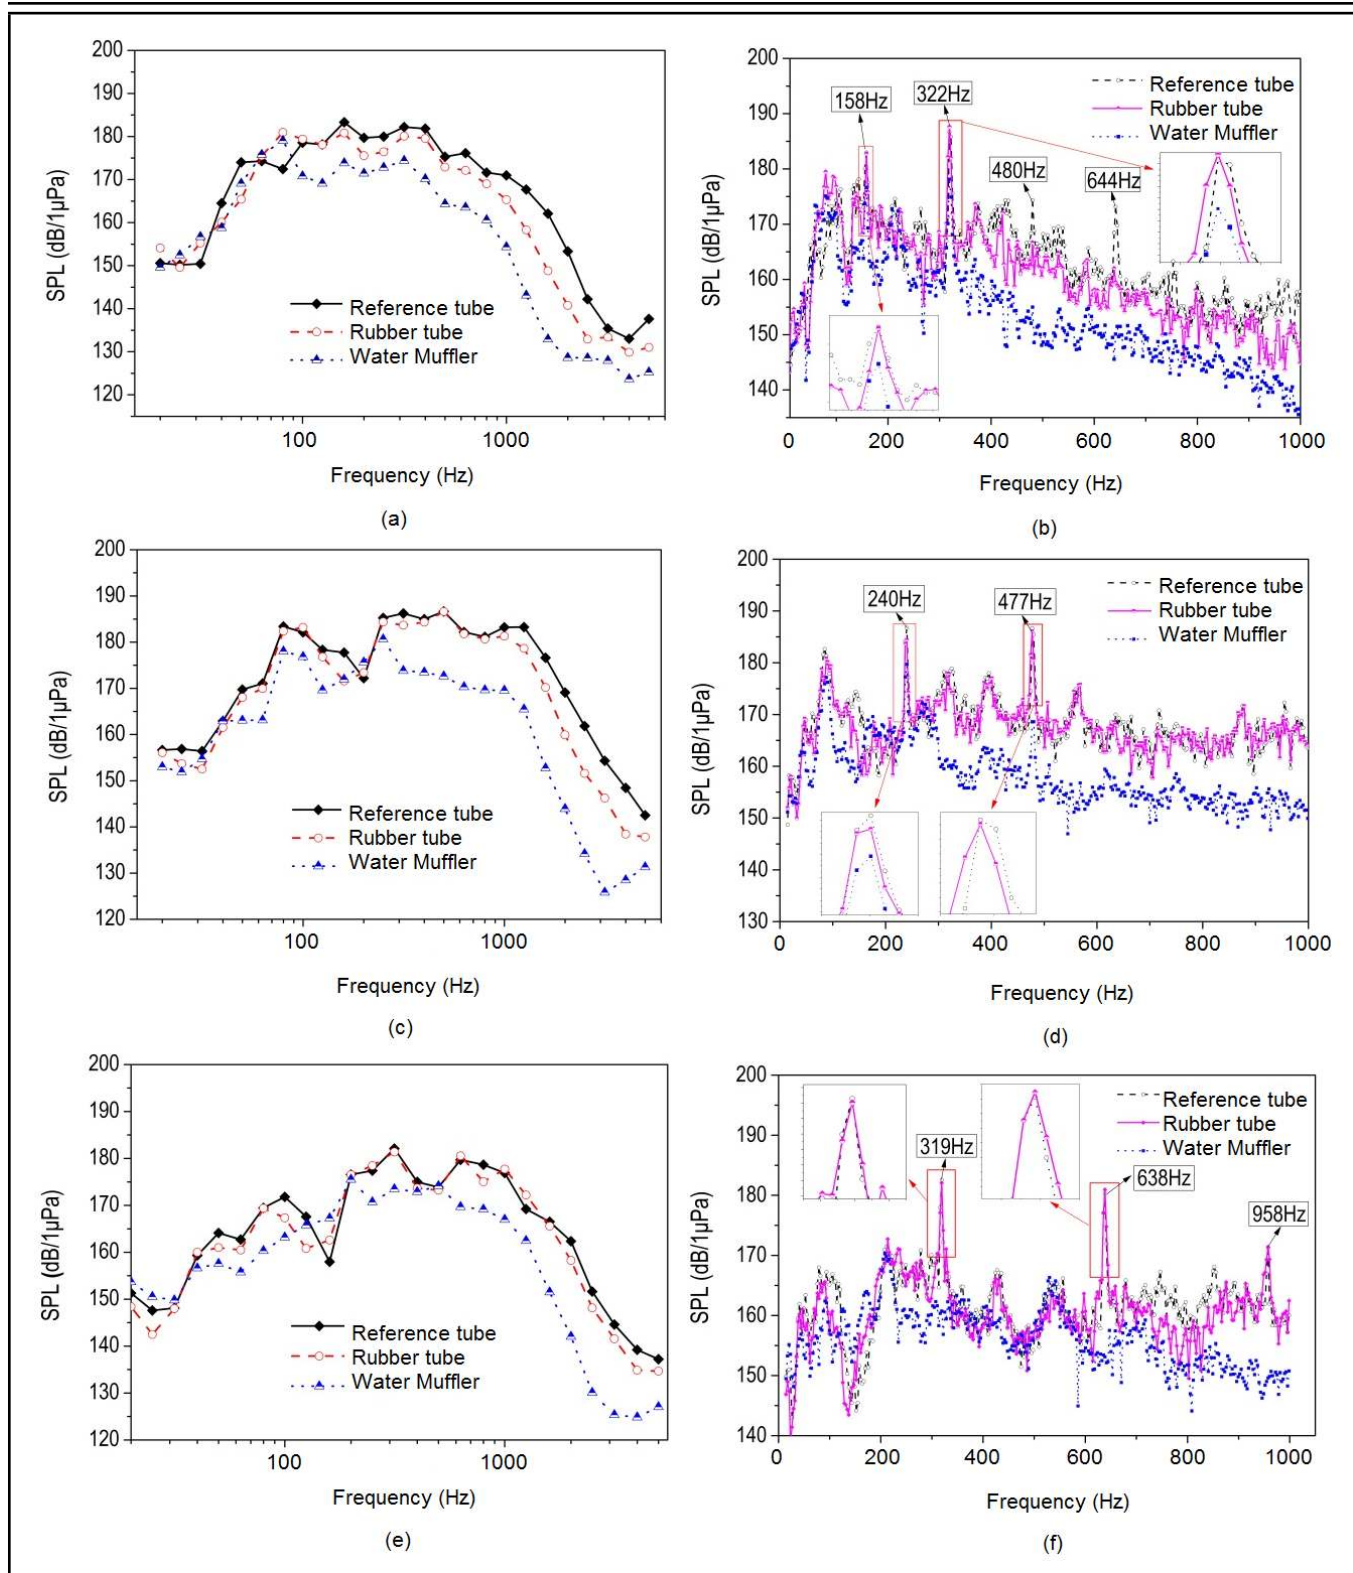 200
190
180
170
160
150
140
130
120
SPL (dB/1µPa)
Reference tube
Rubber tube
Water Muffler
100 1000
Frequency (Hz)
(a)
200
190
180
170
160
150
140
SPL (dB/1µPa)
158Hz
322Hz
480Hz
644Hz
Reference tube
Rubber tube
Water Muffler
0 200 400 600 800 1000
Frequency (Hz)
(b)
200
190
180
170
160
150
140
130
120
SPL (dB/1µPa)
Reference tube
Rubber tube
Water Muffler
100 1000
Frequency (Hz)
(c)
200
190
180
170
160
150
140
130
SPL (dB/1µPa)
240Hz
477Hz
Reference tube
Rubber tube
Water Muffler
0 200 400 600 800 1000
Frequency (Hz)
(d)
200
190
180
170
160
150
140
130
120
SPL (dB/1µPa)
Reference tube
Rubber tube
Water Muffler
100 1000
Frequency (Hz)
(e)
200
190
180
170
160
150
140
SPL (dB/1µPa)
319Hz
638Hz
958Hz
Reference tube
Rubber tube
Water Muffler
0 200 400 600 800 1000
Frequency (Hz)
(f)